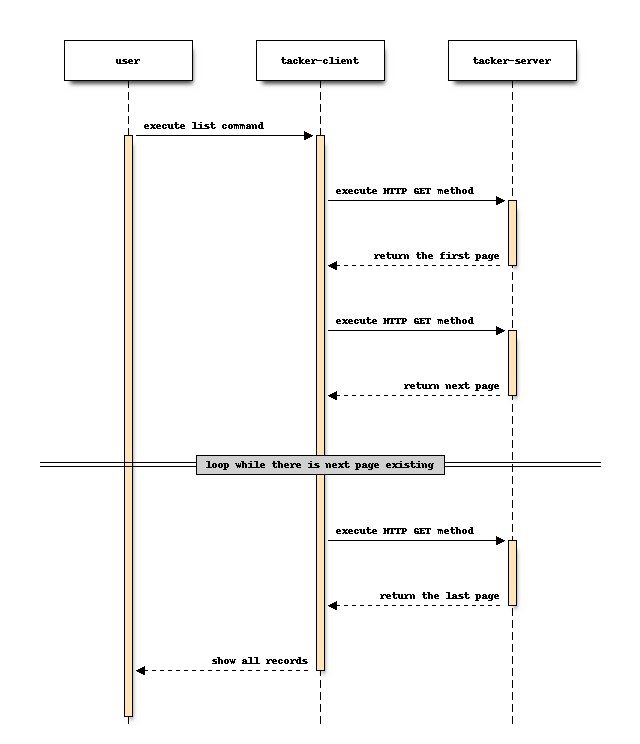 user
tacker-client
tacker-server
execute list command
execute HTTP GET method
return the first page
execute HTTP GET method
return next page
loop while there is next page existing
execute HTTP GET method
return the last page
show all records